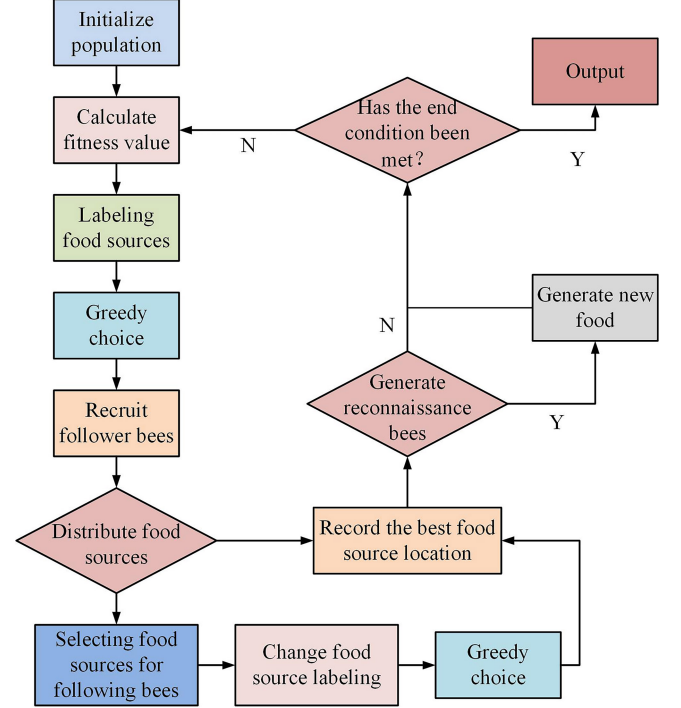 Initialize
population
Calculate
fitness value
Labeling
food sources
Greedy
choice
Recruit
follower bees
Distribute food
sources
Selecting food
sources for
following bees
Change food
source labeling
Greedy
choice
Record the best food
source location
Generate
reconnaissance
bees
N
Y
Generate new
food
Has the end
condition been
met？
N
Y
Output